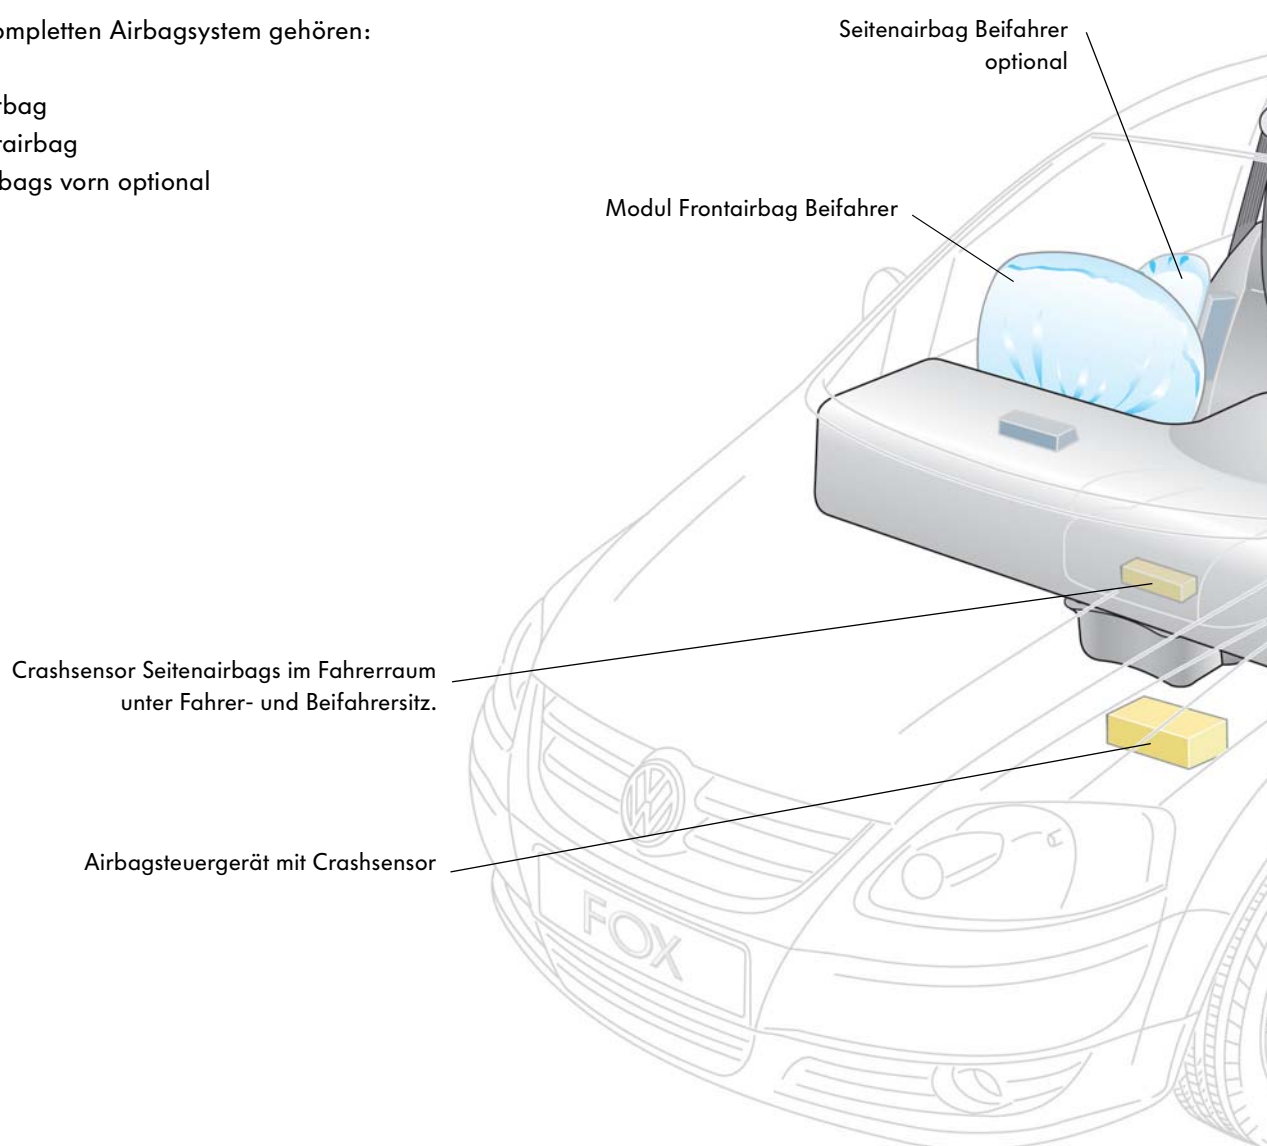 ompletten Airbagsystem gehören:
rbag
tairbag
bags vorn optional
Seitenairbag Beifahrer
optional
Modul Frontairbag Beifahrer
Crashsensor Seitenairbags im Fahrerraum
unter Fahrer- und Beifahrersitz.
Airbagsteuergerät mit Crashsensor
FOX